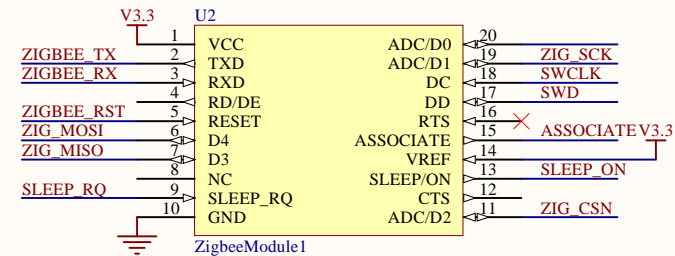 V3.3 U2
1 VCC ADC/D0 20
ZIGBEE_TX 2 TXD ADC/D1 19 ZIG_SCK
ZIGBEE_RX 3 RXD DC 18 SWCLK
4 RD/DE DD 17 SWD
ZIGBEE_RST 5 RESET RTS 16
ZIG_MOSI 6 D4 ASSOCIATE 15 ASSOCIATE V3.3
ZIG_MISO 7 D3 VREF 14
8 NC SLEEP/ON 13 SLEEP_ON
SLEEP_RQ 9 SLEEP_RQ CTS 12
10 GND ADC/D2 11 ZIG_CSN
ZigbeeModule1